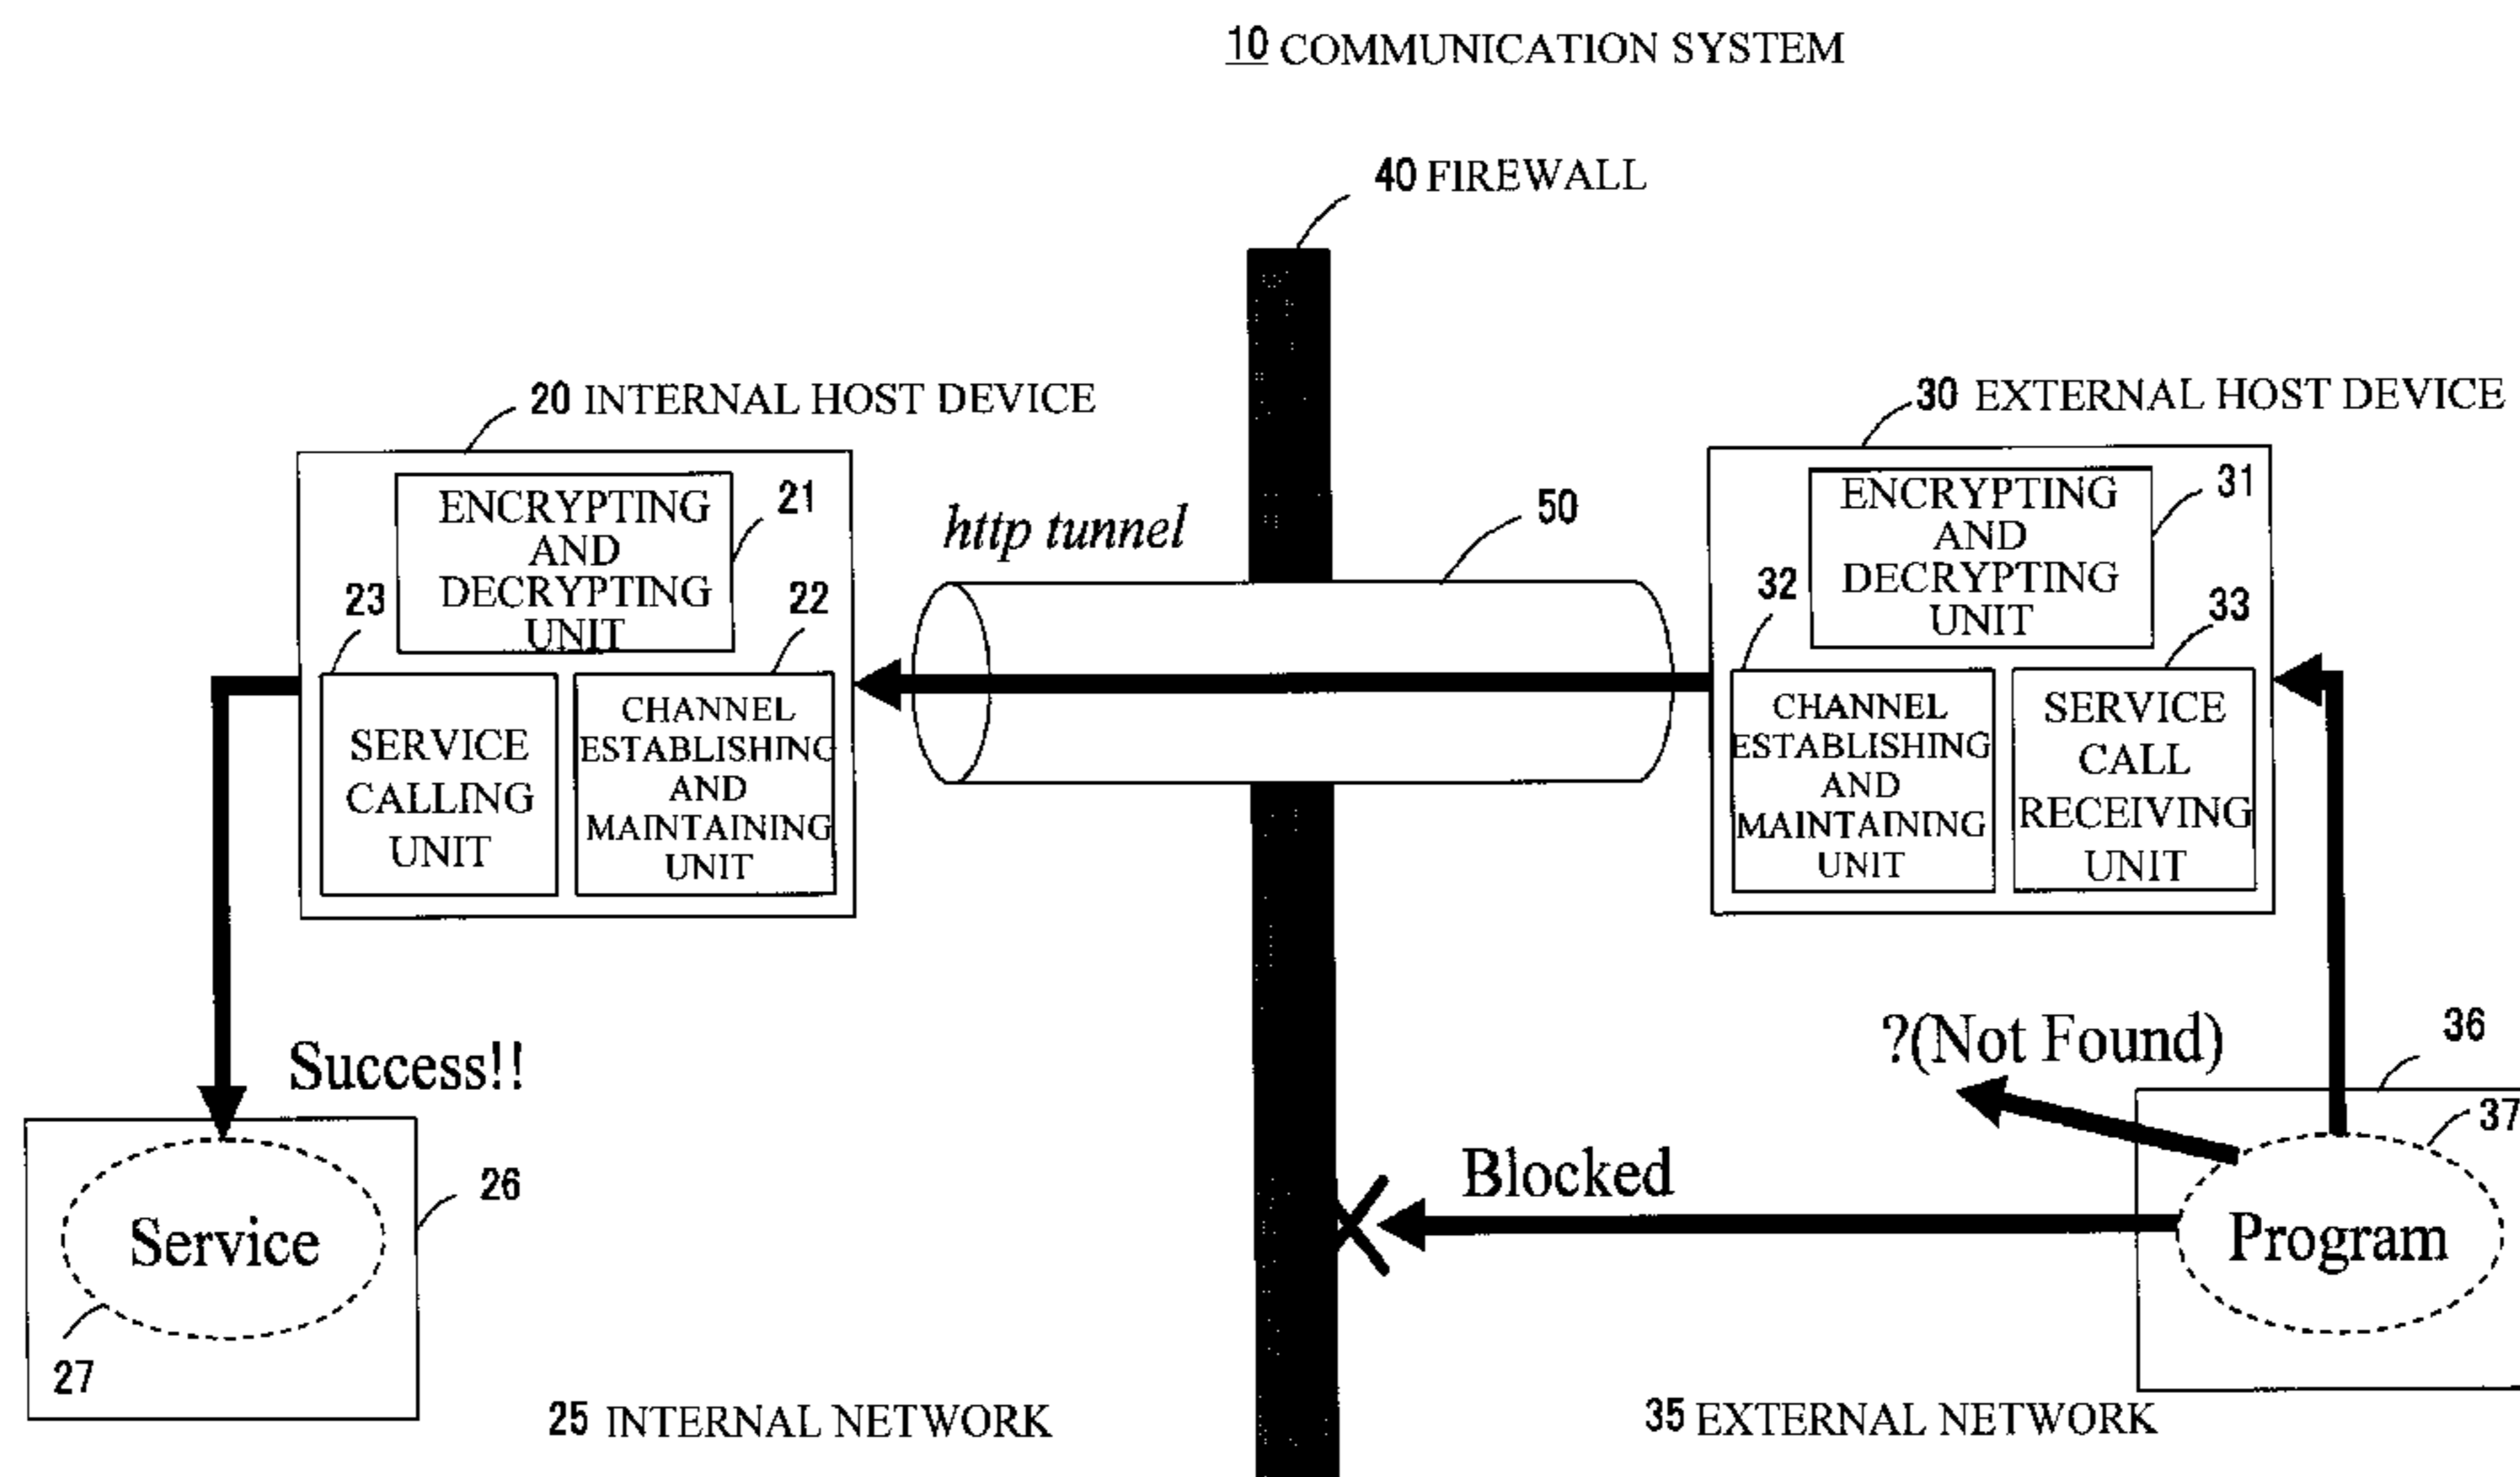 10 COMMUNICATION SYSTEM
40 FIREWALL
20 INTERNAL HOST DEVICE
30 EXTERNAL HOST DEVICE
ENCRYPTING
AND
DECRYPTING
UNIT
21
22
23
SERVICE
CALLING
UNIT
CHANNEL
ESTABLISHING
AND
MAINTAINING
UNIT
http tunnel
50
ENCRYPTING
AND
DECRYPTING
UNIT
31
32
33
CHANNEL
ESTABLISHING
AND
MAINTAINING
UNIT
SERVICE
CALL
RECEIVING
UNIT
Success!!
?(Not Found)
36
37
Blocked
Service
26
27
Program
25 INTERNAL NETWORK
35 EXTERNAL NETWORK